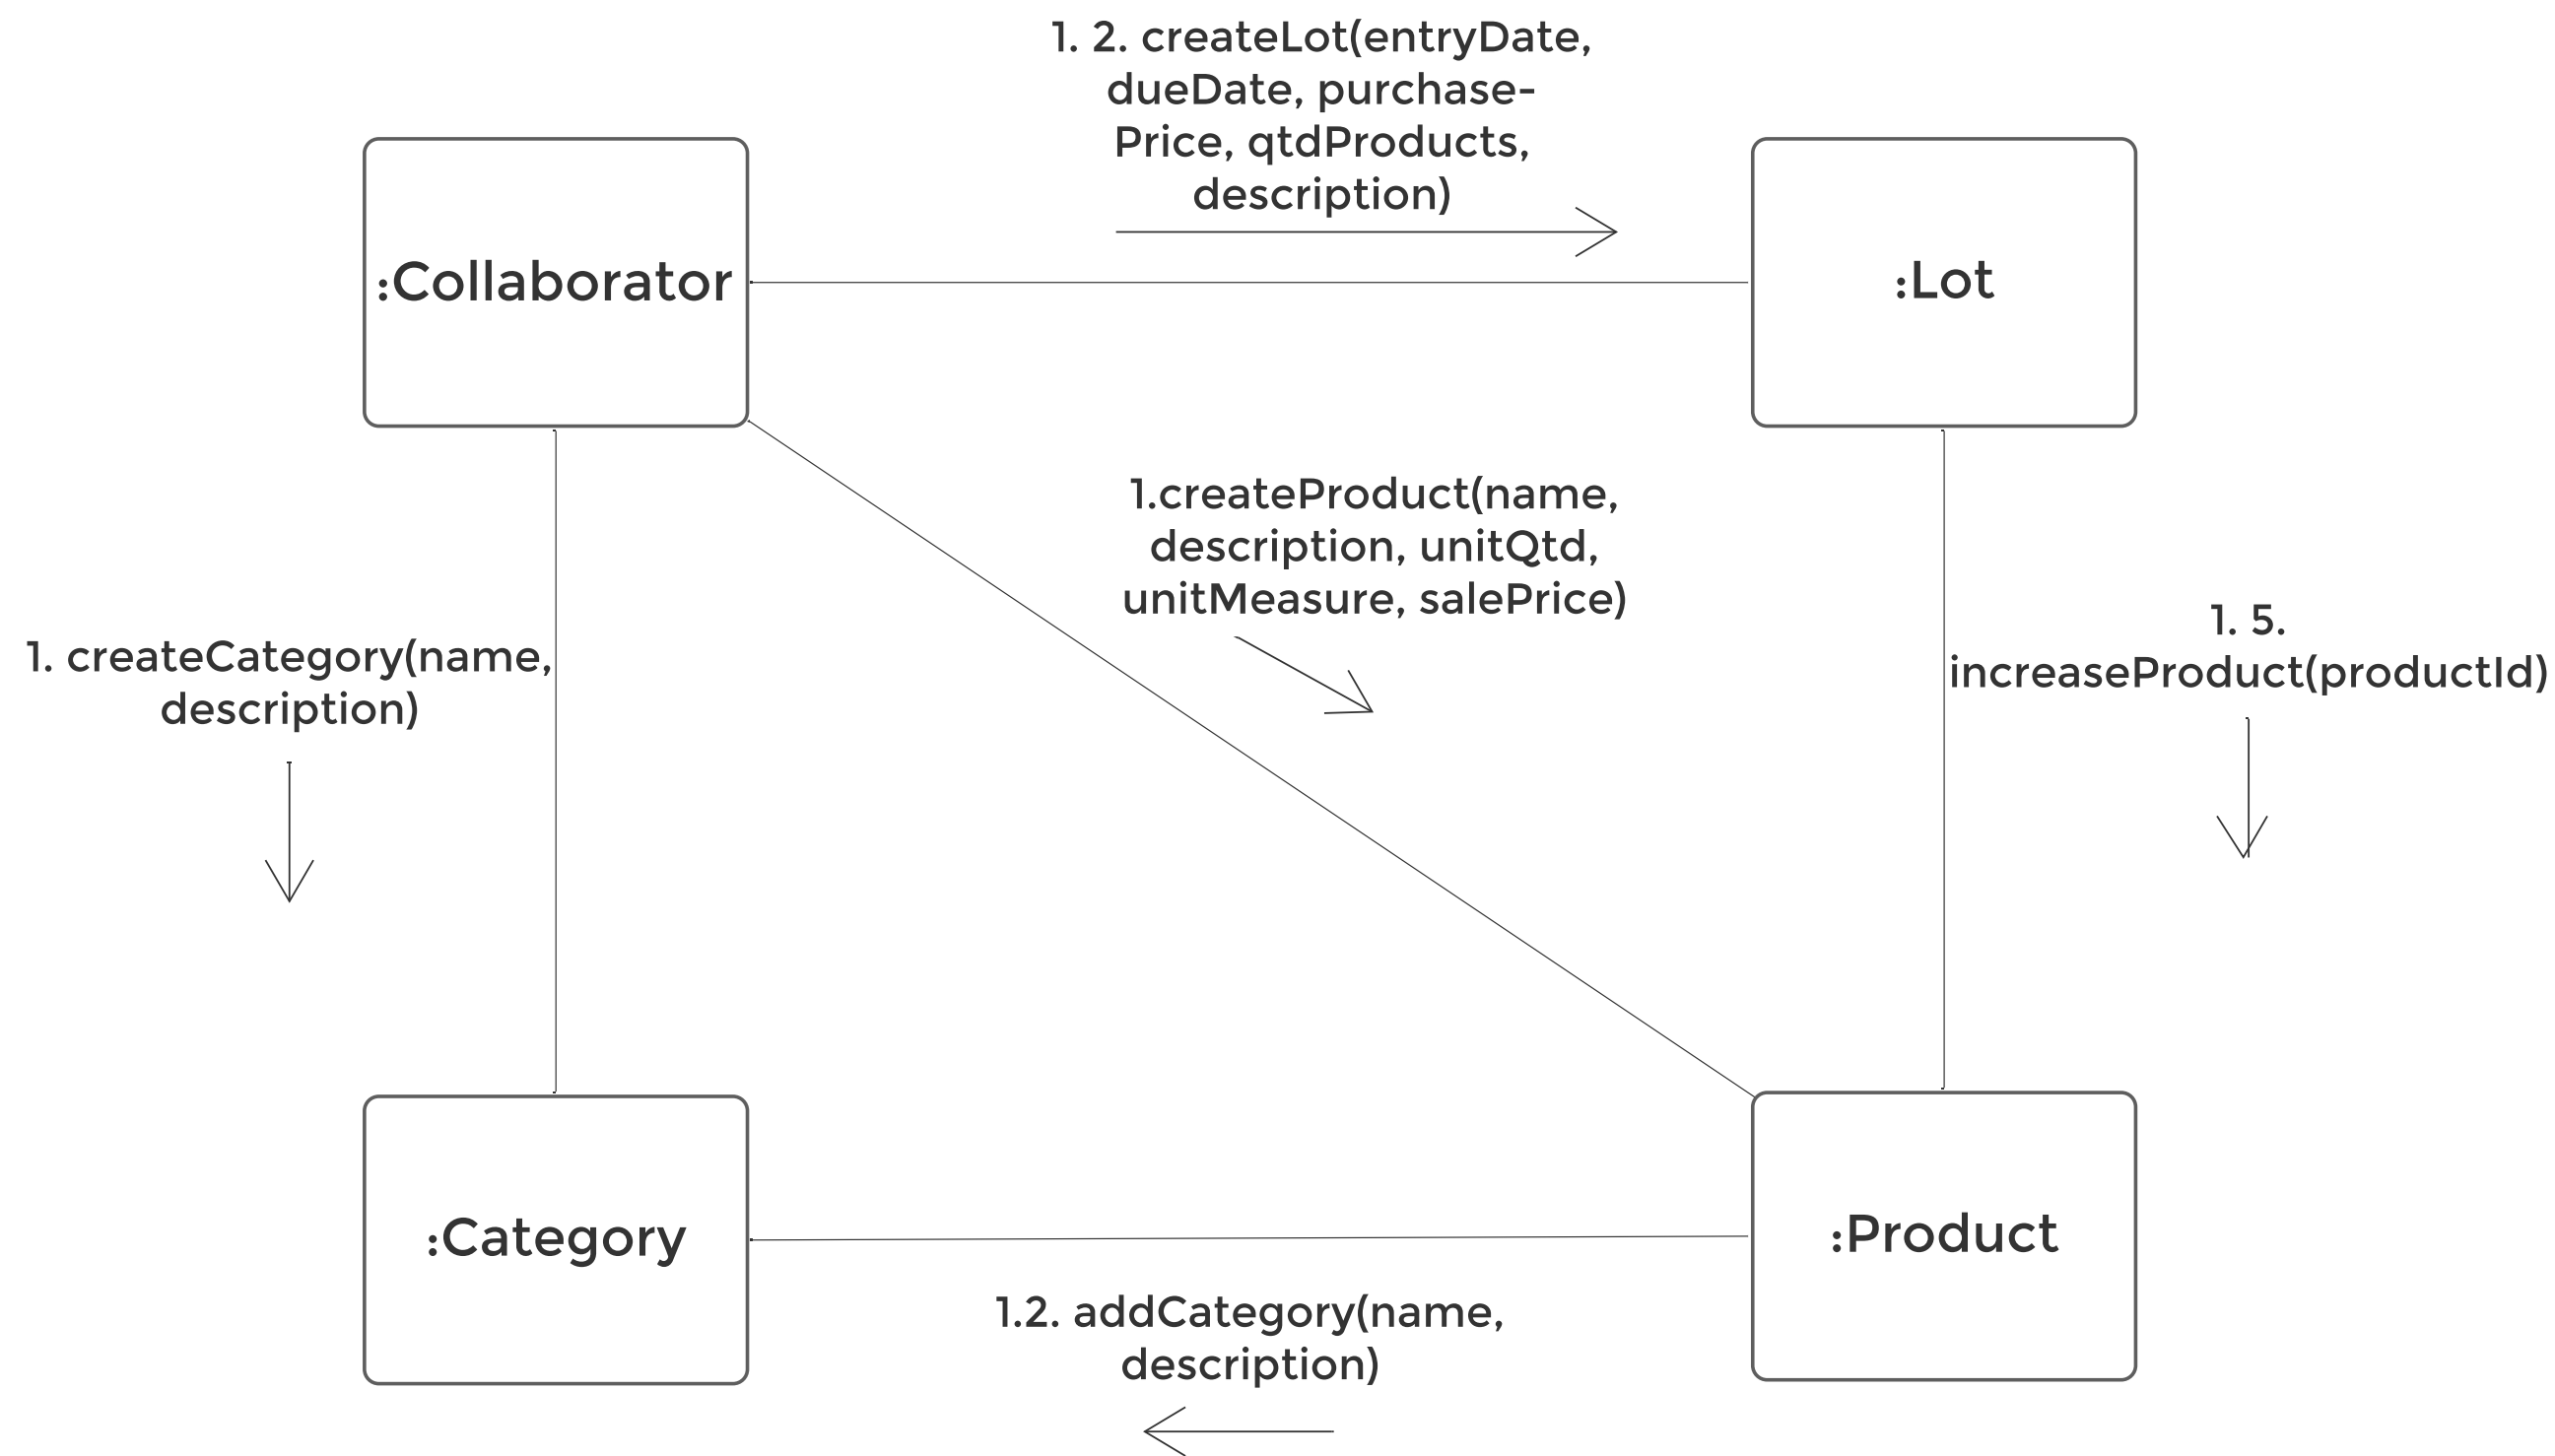 1. 2. createLot(entryDate,
dueDate, purchase-
Price, qtdProducts,
description)
:Collaborator
:Lot
1.createProduct(name,
description, unitQtd,
unitMeasure, salePrice)
1. 5.
increaseProduct(productId)
1. createCategory(name,
description)
:Category
:Product
1.2. addCategory(name,
description)